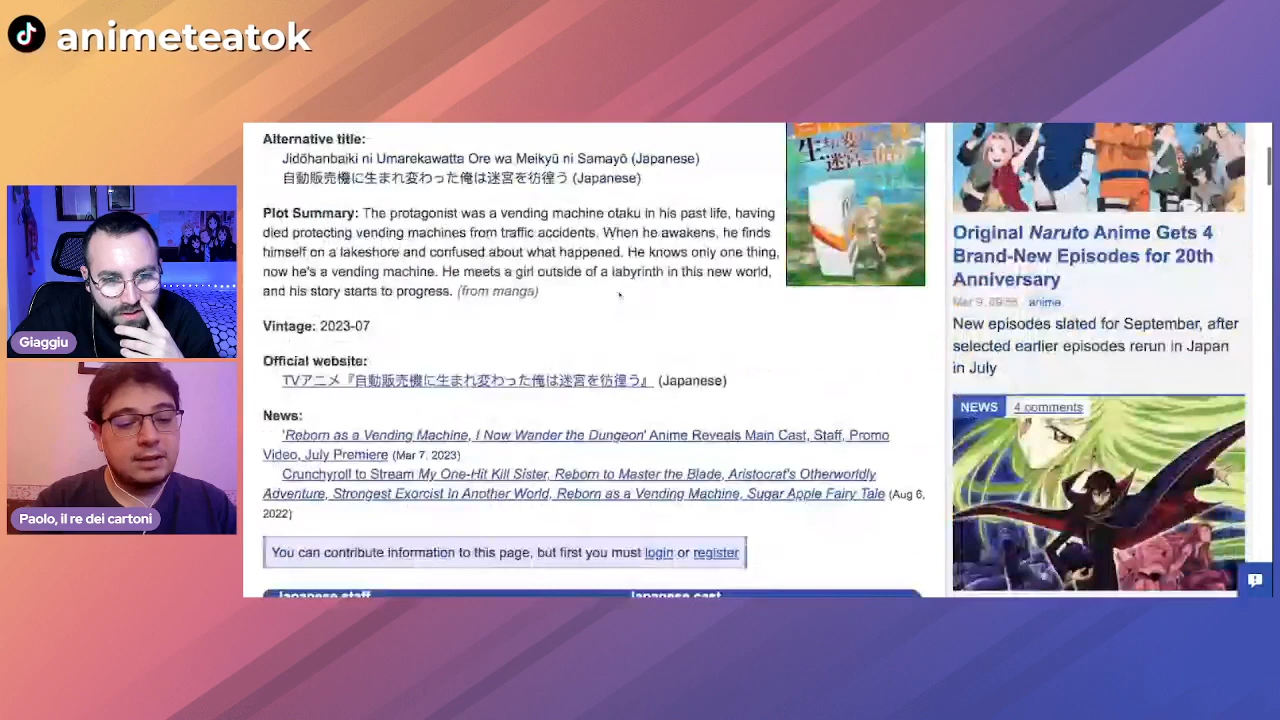 animeteatok
Alternative title:
Jidōhanbaiki ni Umarekawatta Ore wa Meikyū ni Samayō (Japanese)
自動販売機に生まれ変わった俺は迷宮を彷徨う (Japanese)
Plot Summary: The protagonist was a vending machine otaku in his past life, having
died protecting vending machines from traffic accidents. When he awakens, he finds
himself on a lakeshore and confused about what happened. He knows only one thing,
now he's a vending machine. He meets a girl outside of a labyrinth in this new world,
and his story starts to progress. (from manga)
Vintage: 2023-07
Official website:
TVアニメ『自動販売機に生まれ変わった俺は迷宮を彷徨う』 (Japanese)
News:
'Reborn as a Vending Machine, I Now Wander the Dungeon' Anime Reveals Main Cast, Staff, Promo
Video, July Premiere (Mar 7, 2023)
Crunchyroll to Stream My One-Hit Kill Sister, Reborn to Master the Blade, Aristocrat's Otherworldly
Adventure, Strongest Exorcist in Another World, Reborn as a Vending Machine, Sugar Apple Fairy Tale (Aug 6,
2022)
You can contribute information to this page, but first you must login or register
Japanese staff
Japanese cast
Original Naruto Anime Gets 4
Brand-New Episodes for 20th
Anniversary
anime
New episodes slated for September, after
selected earlier episodes rerun in Japan
in July
NEWS 4 comments
Giaggiu
Paolo, il re dei cartoni